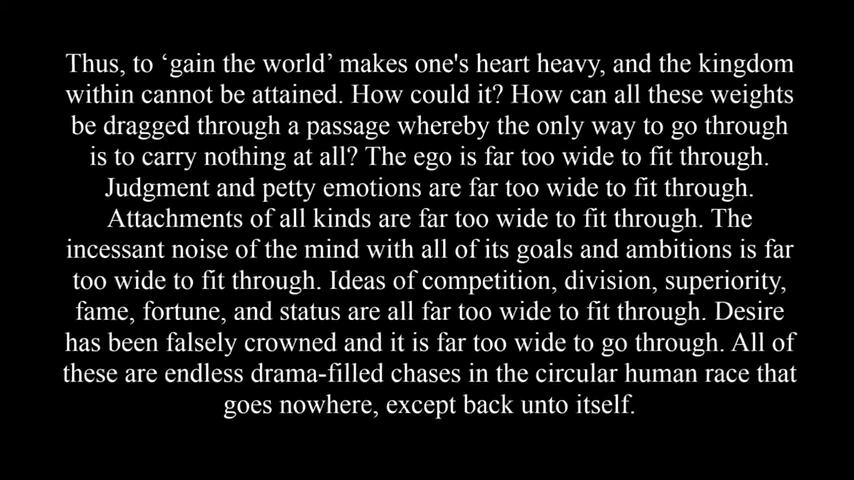 Thus, to ‘gain the world’ makes one's heart heavy, and the kingdom
within cannot be attained. How could it? How can all these weights
be dragged through a passage whereby the only way to go through
is to carry nothing at all? The ego is far too wide to fit through.
Judgment and petty emotions are far too wide to fit through.
Attachments of all kinds are far too wide to fit through. The
incessant noise of the mind with all of its goals and ambitions is far
too wide to fit through. Ideas of competition, division, superiority,
fame, fortune, and status are all far too wide to fit through. Desire
has been falsely crowned and it is far too wide to go through. All of
these are endless drama-filled chases in the circular human race that
goes nowhere, except back unto itself.